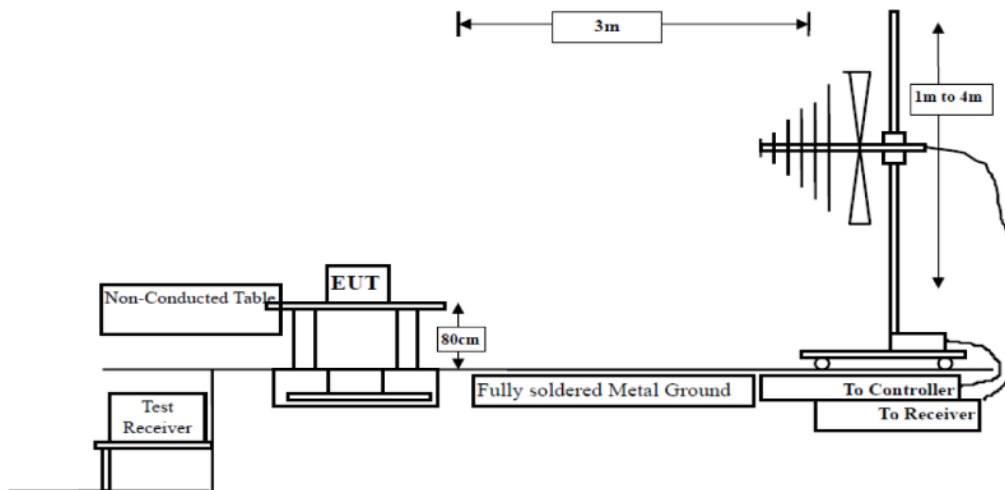 3m
1m to 4m
EUT
Non-Conducted Table
80cm
Fully soldered Metal Ground
To Controller
Test
Receiver
To Receiver